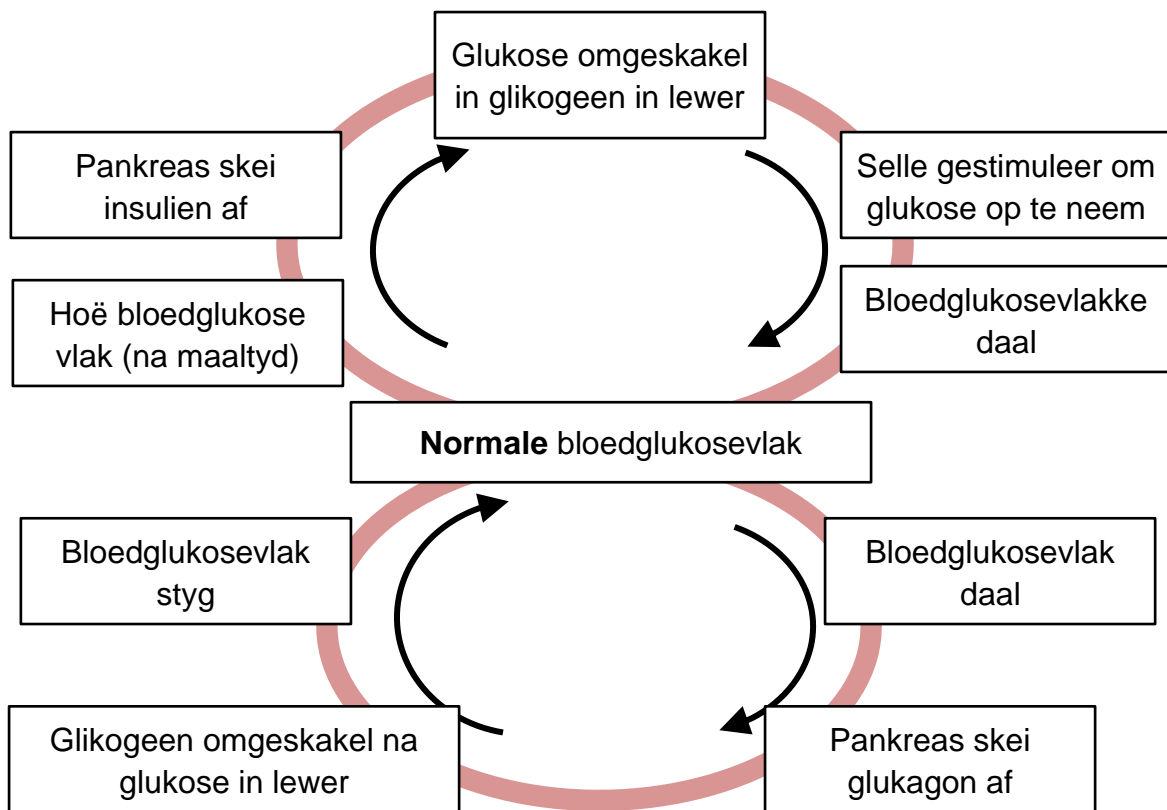 Glukose omgeskakel
in glikogeen in lewer
Pankreas skei
insulien af
Selle gestimuleer om
glukose op te neem
Hoë bloedglukose
vlak (na maaltyd)
Bloedglukosevlakke
daal
Normale bloedglukosevlak
Bloedglukosevlak
styg
Bloedglukosevlak
daal
Glikogeen omgeskakel na
glukose in lewer
Pankreas skei
glukagon af